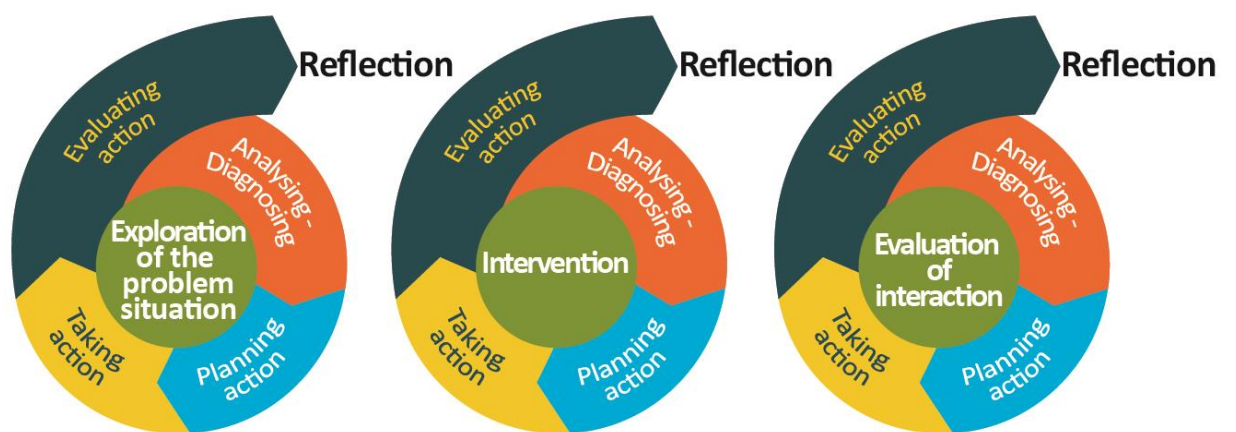 Reflection
Evaluating
action
Analysing -
Diagnosing
Exploration
of the
problem
situation
Taking
action
Planning
action
Reflection
Evaluating
action
Analysing -
Diagnosing
Intervention
Taking
action
Planning
action
Reflection
Evaluating
action
Analysing -
Diagnosing
Evaluation
of
interaction
Taking
action
Planning
action